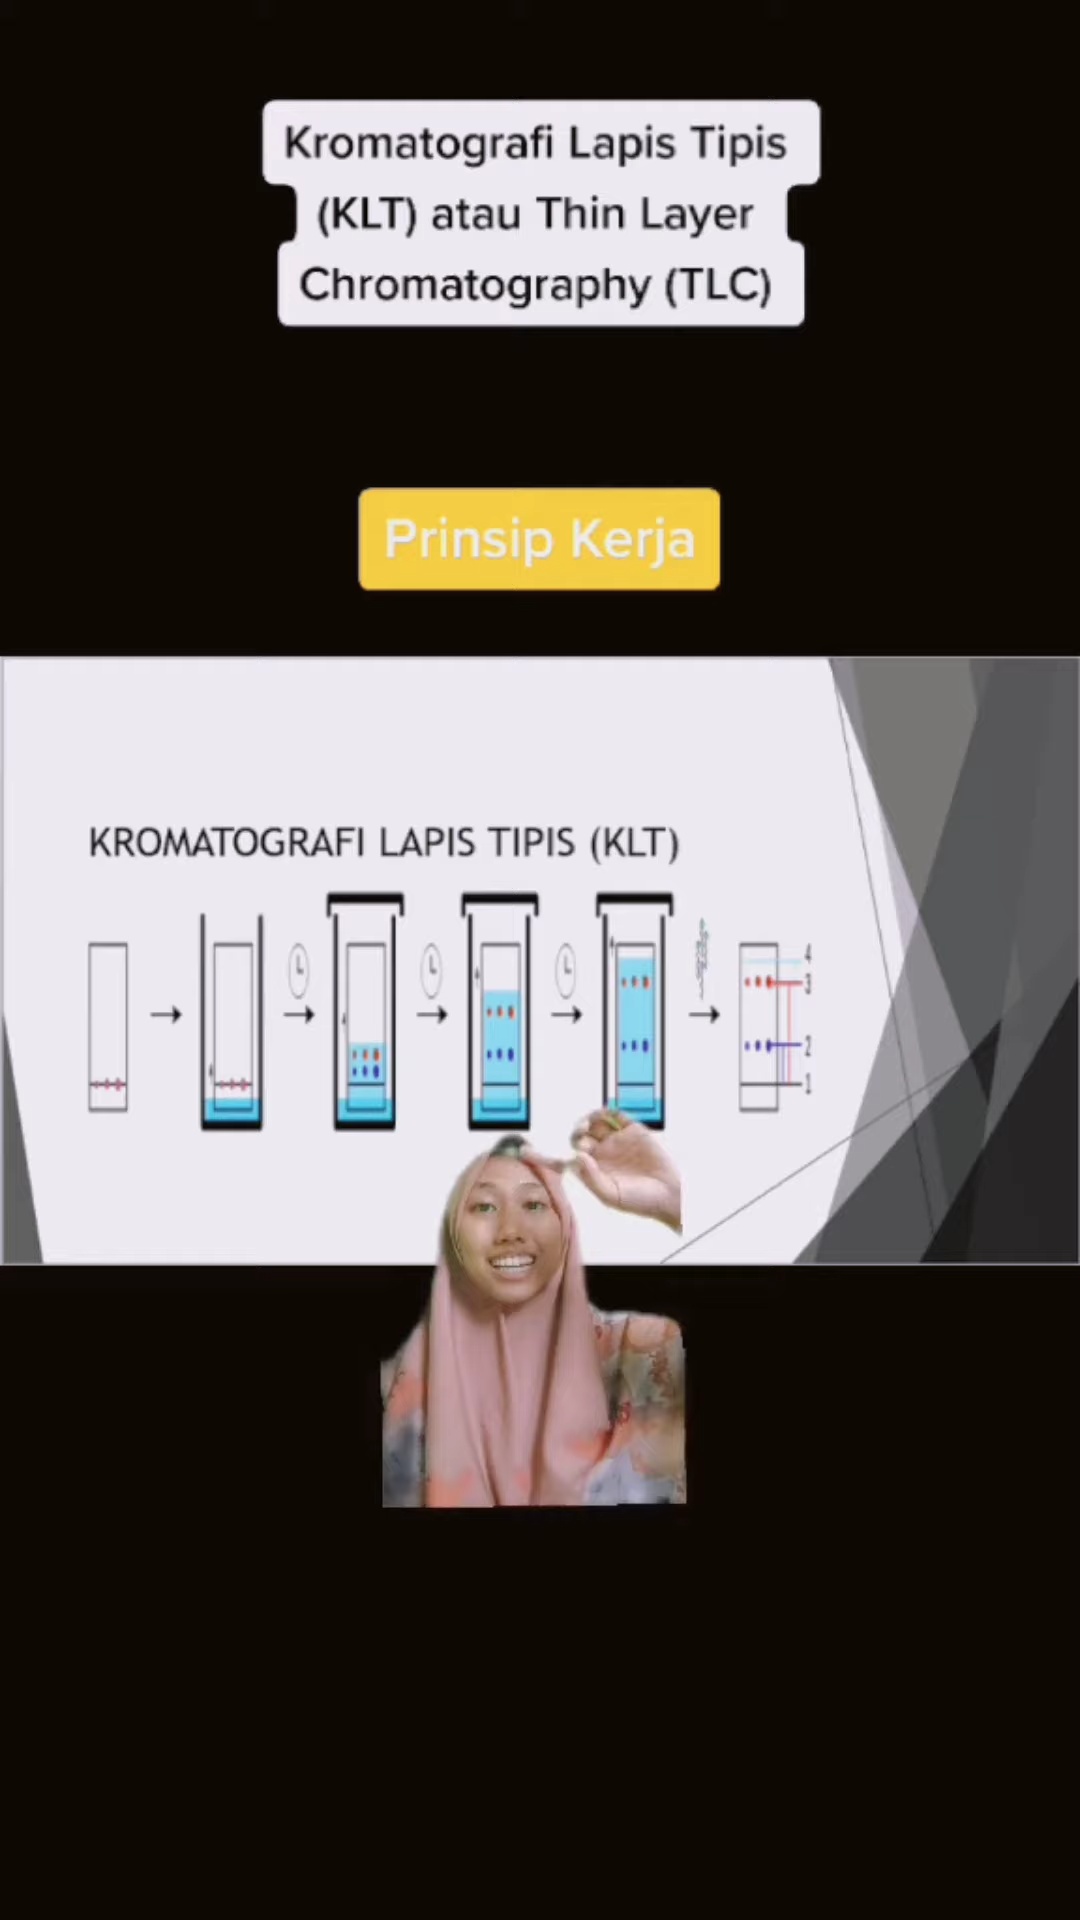 Kromatografi Lapis Tipis
(KLT) atau Thin Layer
Chromatography (TLC)
Prinsip Kerja
KROMATOGRAFI LAPIS TIPIS (KLT)
4
3
2
1